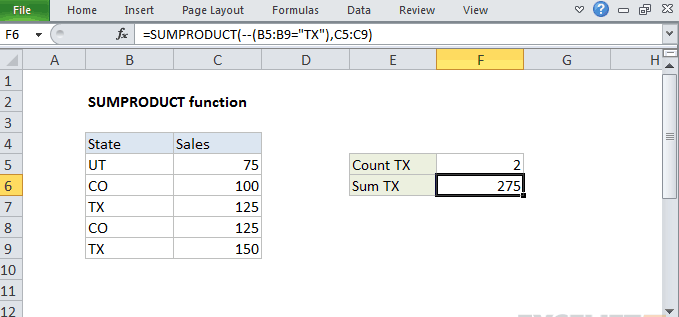 File Home Insert Page Layout Formulas Data Review View
F6 fx =SUMPRODUCT(--(B5:B9="TX"),C5:C9)
A B C D E F G H
1
2 SUMPRODUCT function
3
4 State Sales
5 UT 75 Count TX 2
6 CO 100 Sum TX 275
7 TX 125
8 CO 125
9 TX 150
10
11
12